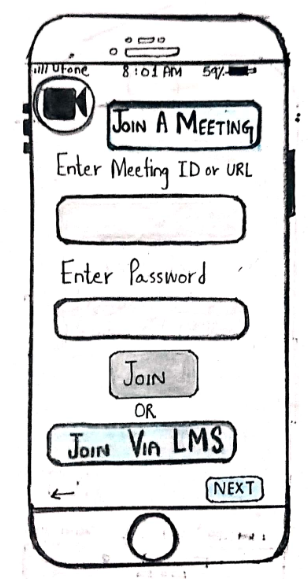 Ufone 8:01 AM 54%
JOIN A MEETING
Enter Meeting ID or URL
Enter Password
JOIN
OR
JOIN VIA LMS
NEXT